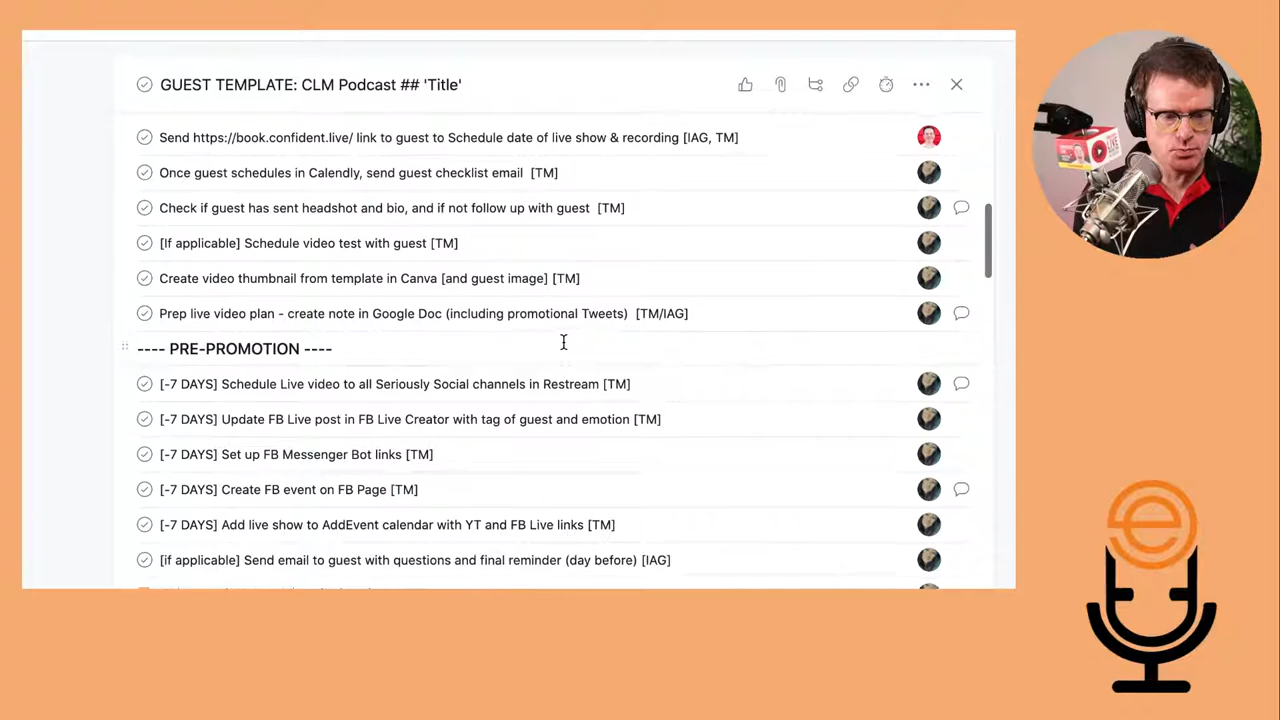 GUEST TEMPLATE: CLM Podcast ## 'Title'
Send https://book.confident.live/ link to guest to Schedule date of live show & recording [IAG, TM]
Once guest schedules in Calendly, send guest checklist email [TM]
Check if guest has sent headshot and bio, and if not follow up with guest [TM]
[If applicable] Schedule video test with guest [TM]
Create video thumbnail from template in Canva [and guest image] [TM]
Prep live video plan - create note in Google Doc (including promotional Tweets) [TM/IAG]
---- PRE-PROMOTION ----
[-7 DAYS] Schedule Live video to all Seriously Social channels in Restream [TM]
[-7 DAYS] Update FB Live post in FB Live Creator with tag of guest and emotion [TM]
[-7 DAYS] Set up FB Messenger Bot links [TM]
[-7 DAYS] Create FB event on FB Page [TM]
[-7 DAYS] Add live show to AddEvent calendar with YT and FB Live links [TM]
[if applicable] Send email to guest with questions and final reminder (day before) [IAG]
LIVE